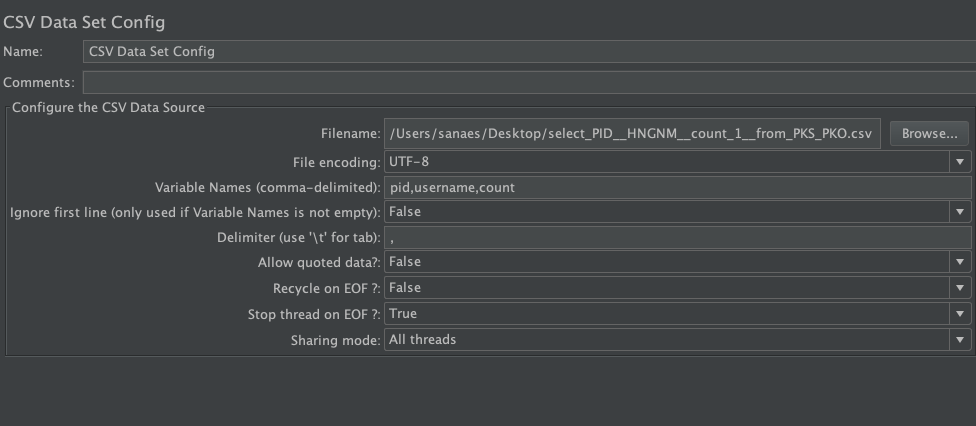 CSV Data Set Config
Name: CSV Data Set Config
Comments:
Configure the CSV Data Source
Filename: /Users/sanaes/Desktop/select_PID__HNGNM__count_1__from_PKS_PKO.csv Browse...
File encoding: UTF-8
Variable Names (comma-delimited): pid,username,count
Ignore first line (only used if Variable Names is not empty): False
Delimiter (use '\t' for tab): ,
Allow quoted data?: False
Recycle on EOF ?: False
Stop thread on EOF ?: True
Sharing mode: All threads